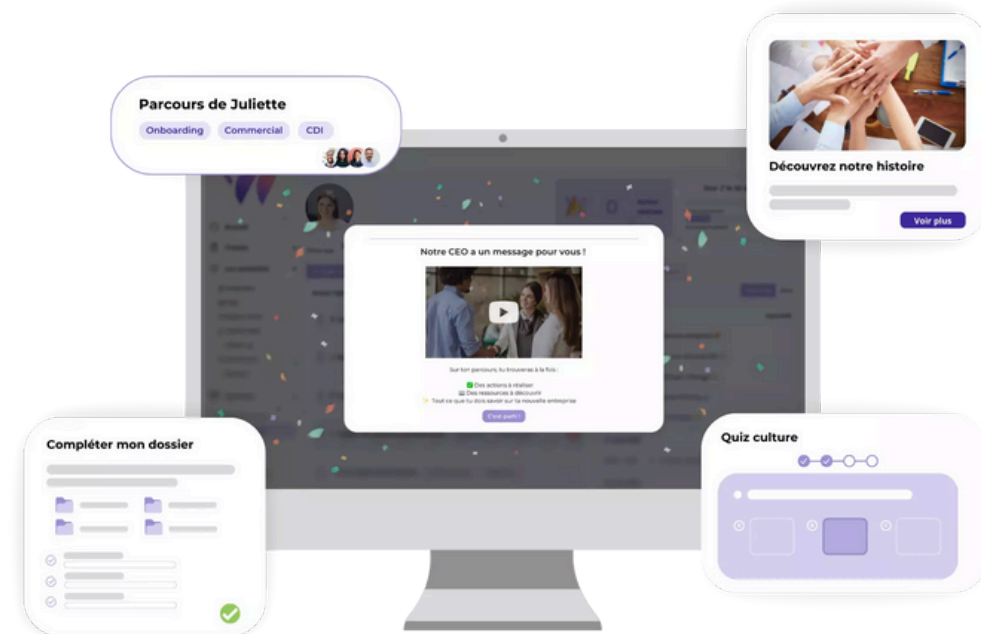 Parcours de Juliette
Onboarding Commercial CDI
Découvrez notre histoire
Voir plus
Notre CEO a un message pour vous !
Sur ton parcours, tu trouveras à la fois :
Des actions à réaliser
Des ressources à découvrir
Tout ce que tu dois savoir sur ta nouvelle entreprise
C'est parti !
Compléter mon dossier
Quiz culture